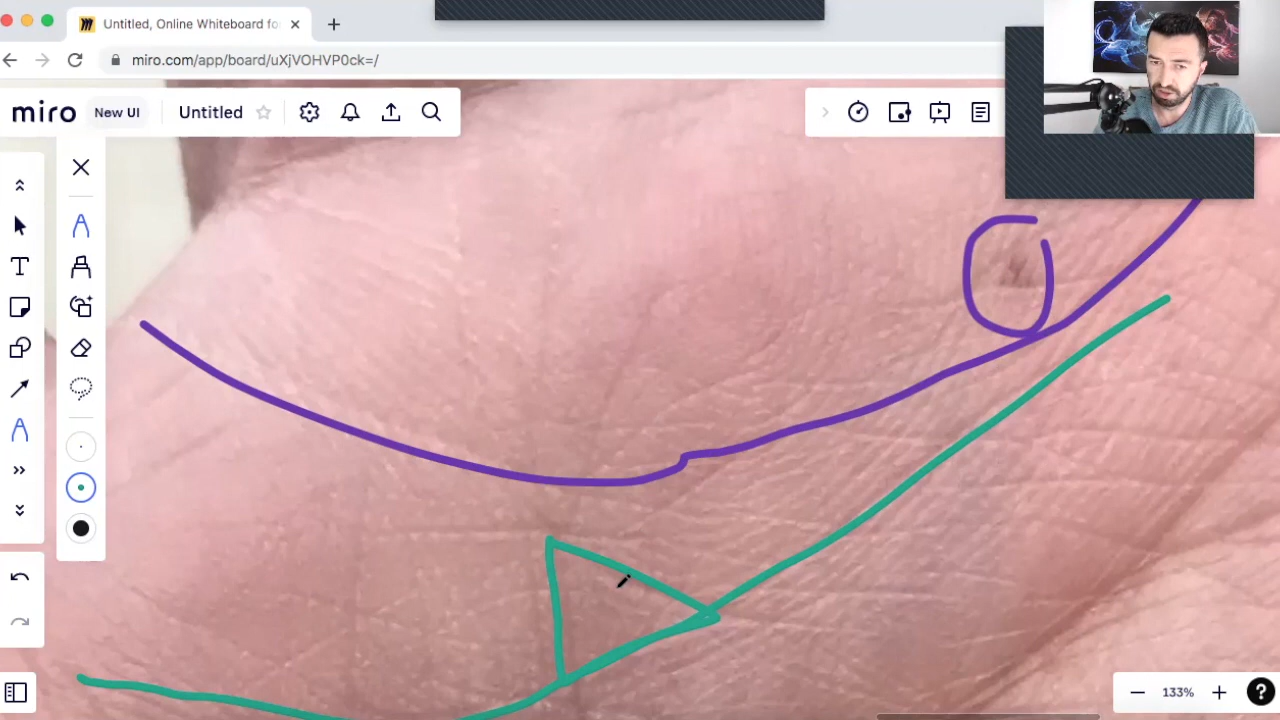 Untitled, Online Whiteboard fo
miro.com/app/board/uXjVOHVP0ck=/
miro New UI Untitled
133%